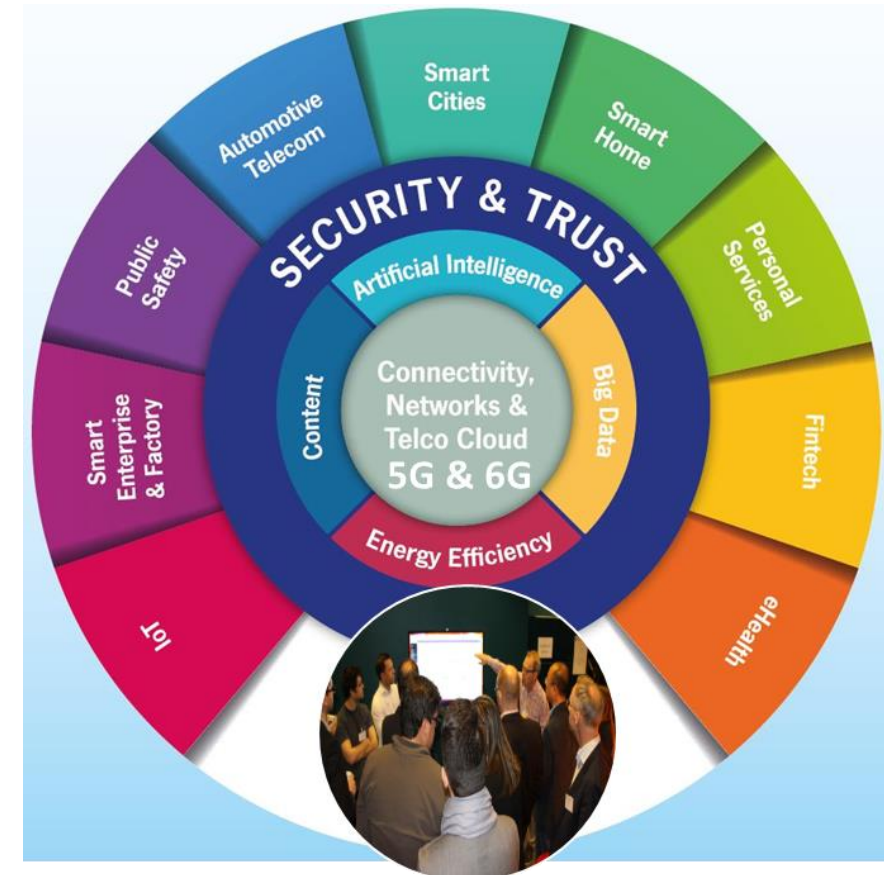 Smart
Cities
Smart
Home
Personal
Services
Fintech
eHealth
IoT
Smart
Enterprise
& Factory
Public
Safety
Automotive
Telecom
SECURITY & TRUST
Artificial Intelligence
Big Data
Energy Efficiency
Content
Connectivity,
Networks &
Telco Cloud
5G & 6G